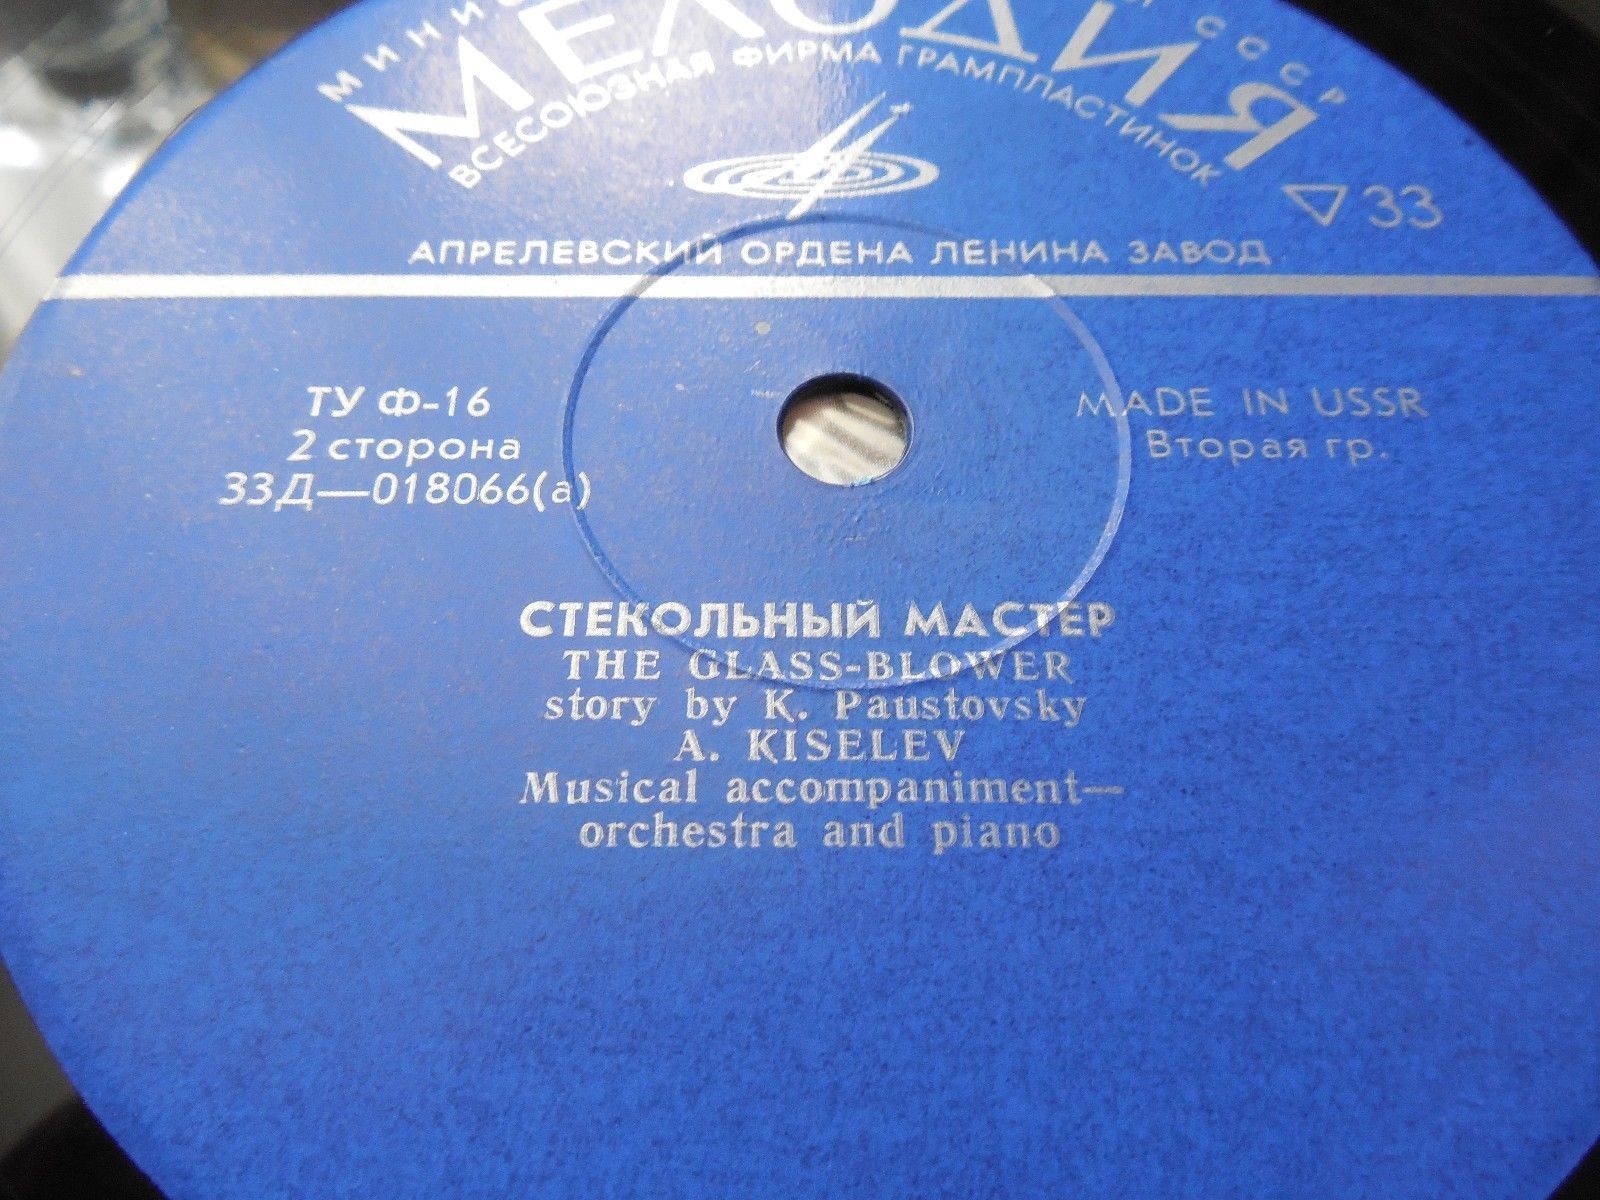 СССР
МЕЛОДИЯ
ВСЕСОЮЗНАЯ ФИРМА ГРАМПЛАСТИНОК
33
АПРЕЛЕВСКИЙ ОРДЕНА ЛЕНИНА ЗАВОД
ТУ Ф-16
2 сторона
33Д—018066(а)
MADE IN USSR
Вторая гр.
СТЕКОЛЬНЫЙ МАСТЕР
THE GLASS-BLOWER
story by K. Paustovsky
A. KISELEV
Musical accompaniment—
orchestra and piano